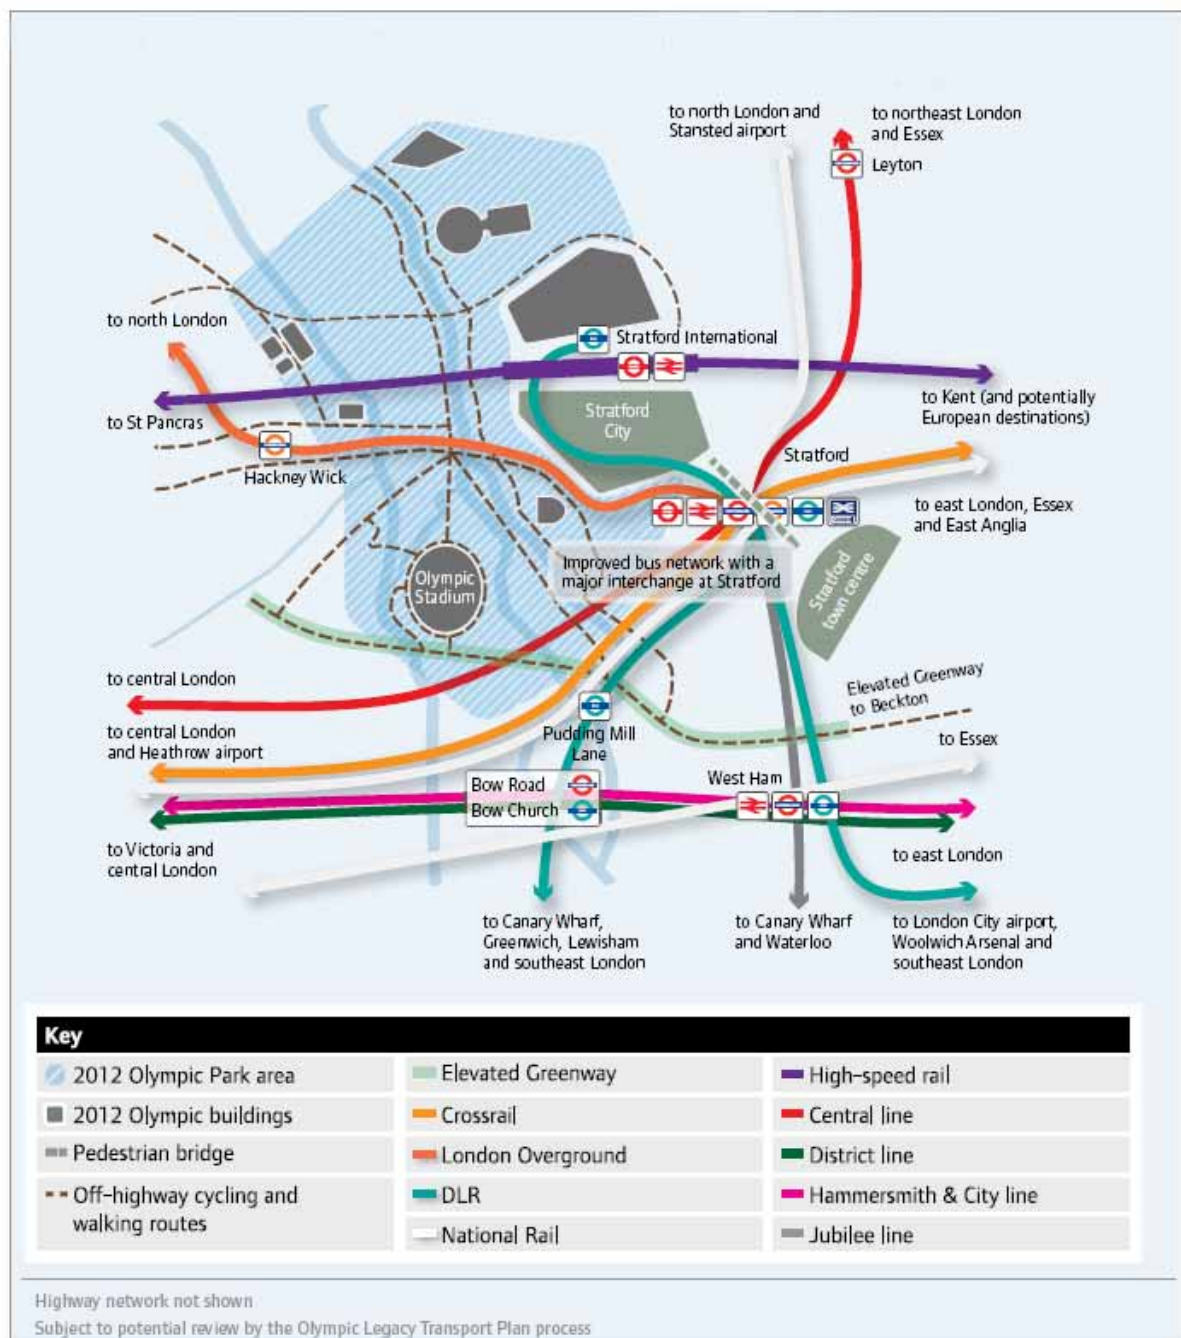 to north London and
Stansted airport
to northeast London
and Essex
Leyton
to north London
Stratford International
to St Pancras
Stratford
City
to Kent (and potentially
European destinations)
Hackney Wick
Stratford
to east London, Essex
and East Anglia
Improved bus network with a
major interchange at Stratford
Olympic
Stadium
Stratford
town centre
to central London
Elevated Greenway
to Beckton
to central London
and Heathrow airport
Pudding Mill
Lane
to Essex
Bow Road
Bow Church
West Ham
to Victoria and
central London
to east London
to Canary Wharf,
Greenwich, Lewisham
and southeast London
to Canary Wharf
and Waterloo
to London City airport,
Woolwich Arsenal and
southeast London
Key
2012 Olympic Park area
2012 Olympic buildings
Pedestrian bridge
Off-highway cycling and
walking routes
Elevated Greenway
Crossrail
London Overground
DLR
National Rail
High-speed rail
Central line
District line
Hammersmith & City line
Jubilee line
Highway network not shown
Subject to potential review by the Olympic Legacy Transport Plan process